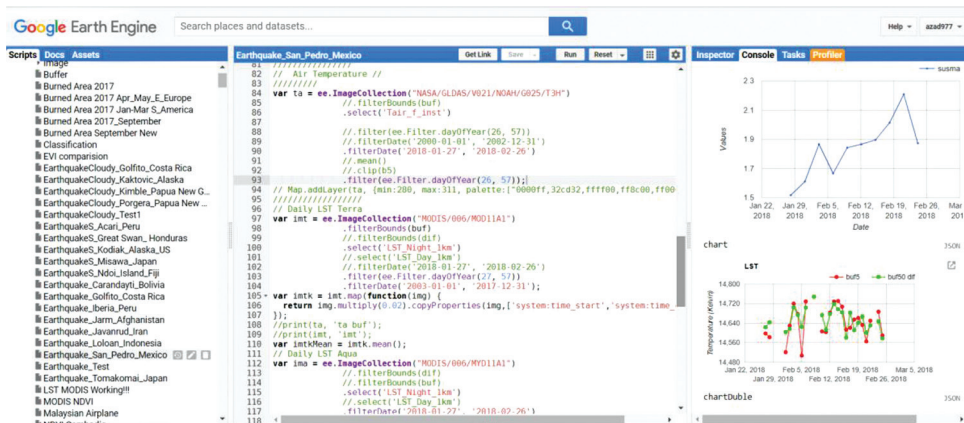 Google Earth Engine
Search places and datasets...
Help
azad977
Scripts Docs Assets
Image
Buffer
Burned Area 2017
Burned Area 2017 Apr_May_E_Europe
Burned Area 2017 Jan-Mar S_America
Burned Area 2017_September
Burned Area September New
Classification
EVI comparision
EarthquakeCloudy_Golfito_Costa Rica
EarthquakeCloudy_Kaktovic_Alaska
EarthquakeCloudy_Kimble_Papua New G...
EarthquakeCloudy_Porgera_Papua New ...
EarthquakeCloudy_Test1
EarthquakeS_Acari_Peru
EarthquakeS_Great Swan_ Honduras
EarthquakeS_Kodiak_Alaska_US
EarthquakeS_Misawa_Japan
EarthquakeS_Ndoi_Island_Fiji
Earthquake_Carandayti_Bolivia
Earthquake_Golfito_Costa Rica
Earthquake_Iberia_Peru
Earthquake_Jarm_Afghanistan
Earthquake_Javanrud_Iran
Earthquake_Loloan_Indonesia
Earthquake_San_Pedro_Mexico
Earthquake_Test
Earthquake_Tomakomai_Japan
LST MODIS Working!!!
MODIS NDVI
Malaysian Airplane
Earthquake_San_Pedro_Mexico
Get Link Save Run Reset
81 /////////////////
82 // Air Temperature //
83 /////////
84 var ta = ee.ImageCollection("NASA/GLDAS/V021/NOAH/G025/T3H")
85 //.filterBounds(buf)
86 .select('Tair_f_inst')
87
88 //.filter(ee.Filter.dayOfYear(26, 57))
89 //.filterDate('2000-01-01', '2002-12-31')
90 .filterDate('2018-01-27', '2018-02-26')
91 //.mean()
92 //.clip(b5)
93 .filter(ee.Filter.dayOfYear(26, 57));
94 // Map.addLayer(ta, {min:280, max:311, palette:["0000ff,32cd32,ffff00,ff8c00,ff00
95 //////////////////
96 // Daily LST Terra
97 var imt = ee.ImageCollection("MODIS/006/MOD11A1")
98 .filterBounds(buf)
99 //.filterBounds(dif)
100 .select('LST_Night_1km')
101 //.select('LST_Day_1km')
102 //.filterDate('2018-01-27', '2018-02-26')
103 .filter(ee.Filter.dayOfYear(27, 57))
104 .filterDate('2003-01-01', '2017-12-31');
105 var imtk = imt.map(function(img) {
106 return img.multiply(0.02).copyProperties(img,['system:time_start','system:time_
107 });
108 //print(ta, 'ta buf');
109 //print(imt, 'imt');
110 var imtkMean = imtk.mean();
111 // Daily LST Aqua
112 var ima = ee.ImageCollection("MODIS/006/MYD11A1")
113 //.filterBounds(dif)
114 //.filterBounds(buf)
115 .select('LST_Night_1km')
116 //.select('LST_Day_1km')
117 .filterDate('2018-01-27', '2018-02-26')
118
Inspector Console Tasks Profiler
susma
2.3
2.1
1.9
1.7
1.5
Values
Jan 22, 2018
Jan 29, 2018
Feb 5, 2018
Feb 12, 2018
Feb 19, 2018
Feb 26, 2018
Mar
Date
chart
JSON
LST
buf5 buf50 dif
14,800
14,720
14,640
14,560
14,480
Temperature (Kelvin)
Jan 22, 2018 Feb 5, 2018 Feb 19, 2018 Mar 5, 2018
Jan 29, 2018 Feb 12, 2018 Feb 26, 2018
chartDuble
JSON